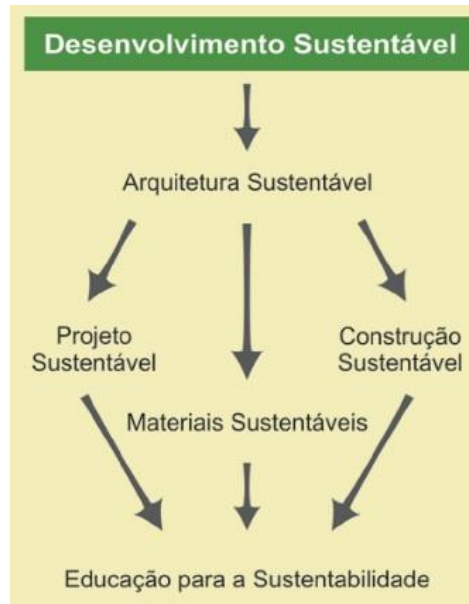 Desenvolvimento Sustentável
Arquitetura Sustentável
Projeto
Sustentável
Construção
Sustentável
Materiais Sustentáveis
Educação para a Sustentabilidade